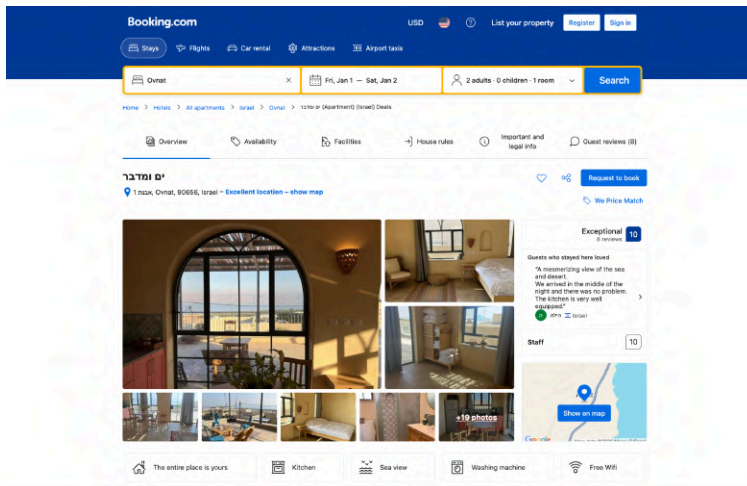 Booking.com
USD
List your property
Register
Sign in
Stays
Flights
Car rental
Attractions
Airport taxis
Ovnat
Fri, Jan 1 — Sat, Jan 2
2 adults · 0 children · 1 room
Search
Home > Hotels > All apartments > Israel > Ovnat > ים ומדבר (Apartment) (Israel) Deals
Overview
Availability
Facilities
House rules
Important and
legal info
Guest reviews (8)
ים ומדבר
Request to book
1 אבנת, Ovnat, 90656, Israel – Excellent location – show map
We Price Match
Exceptional
8 reviews
10
Guests who stayed here loved
"A mesmerizing view of the sea
and desert.
We arrived in the middle of the
night and there was no problem.
The kitchen is very well
equipped."
Israel
Staff
10
+19 photos
Show on map
Google
The entire place is yours
Kitchen
Sea view
Washing machine
Free Wifi